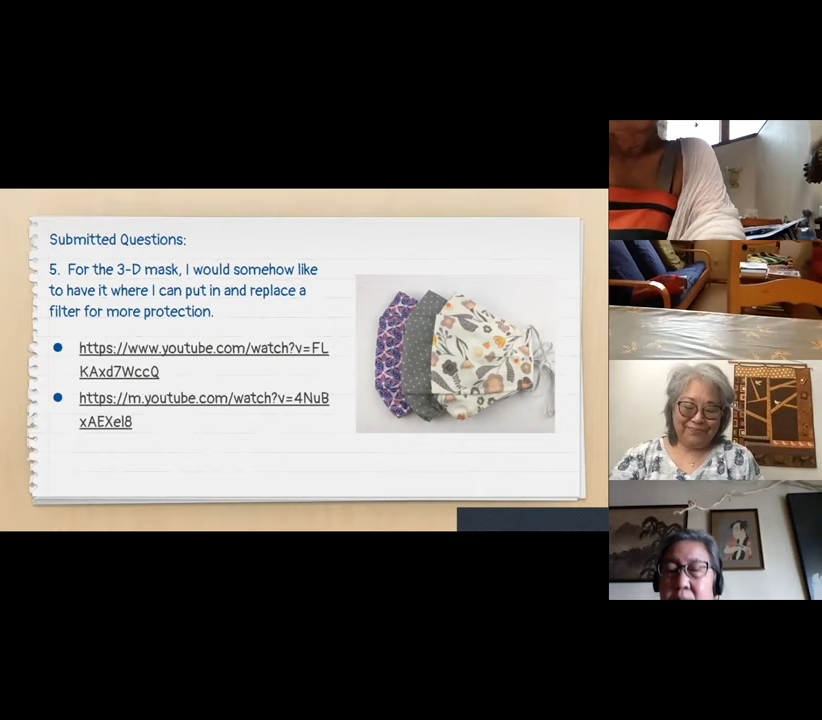 Submitted Questions:
5. For the 3-D mask, I would somehow like
to have it where I can put in and replace a
filter for more protection.
https://www.youtube.com/watch?v=FL
KAxd7WccQ
https://m.youtube.com/watch?v=4NuB
xAEXel8